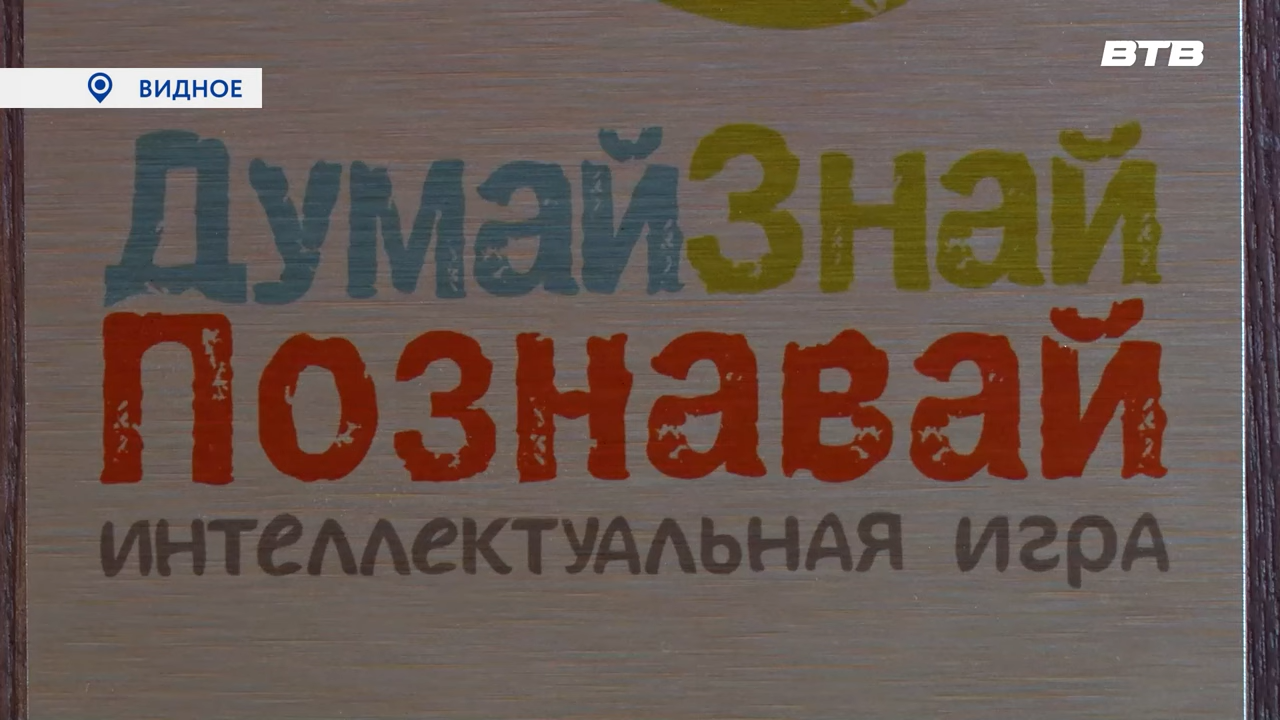 ВТВ
ВИДНОЕ
ДумайЗнай
Познавай
интеллектуальная игра